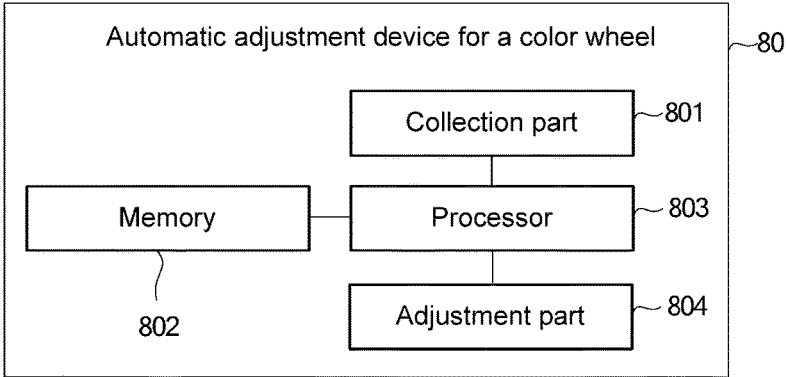 Automatic adjustment device for a color wheel
80
Collection part
801
Memory
Processor
803
802
Adjustment part
804